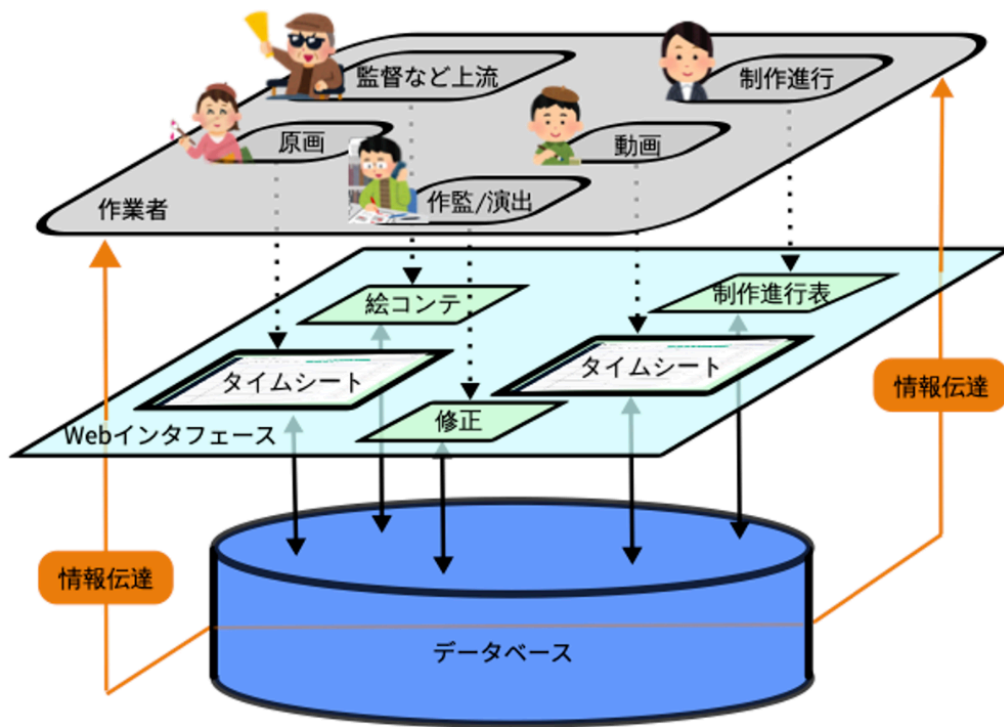 監督など上流
制作進行
原画
動画
作監/演出
作業者
絵コンテ
制作進行表
タイムシート
タイムシート
修正
Webインタフェース
情報伝達
情報伝達
データベース